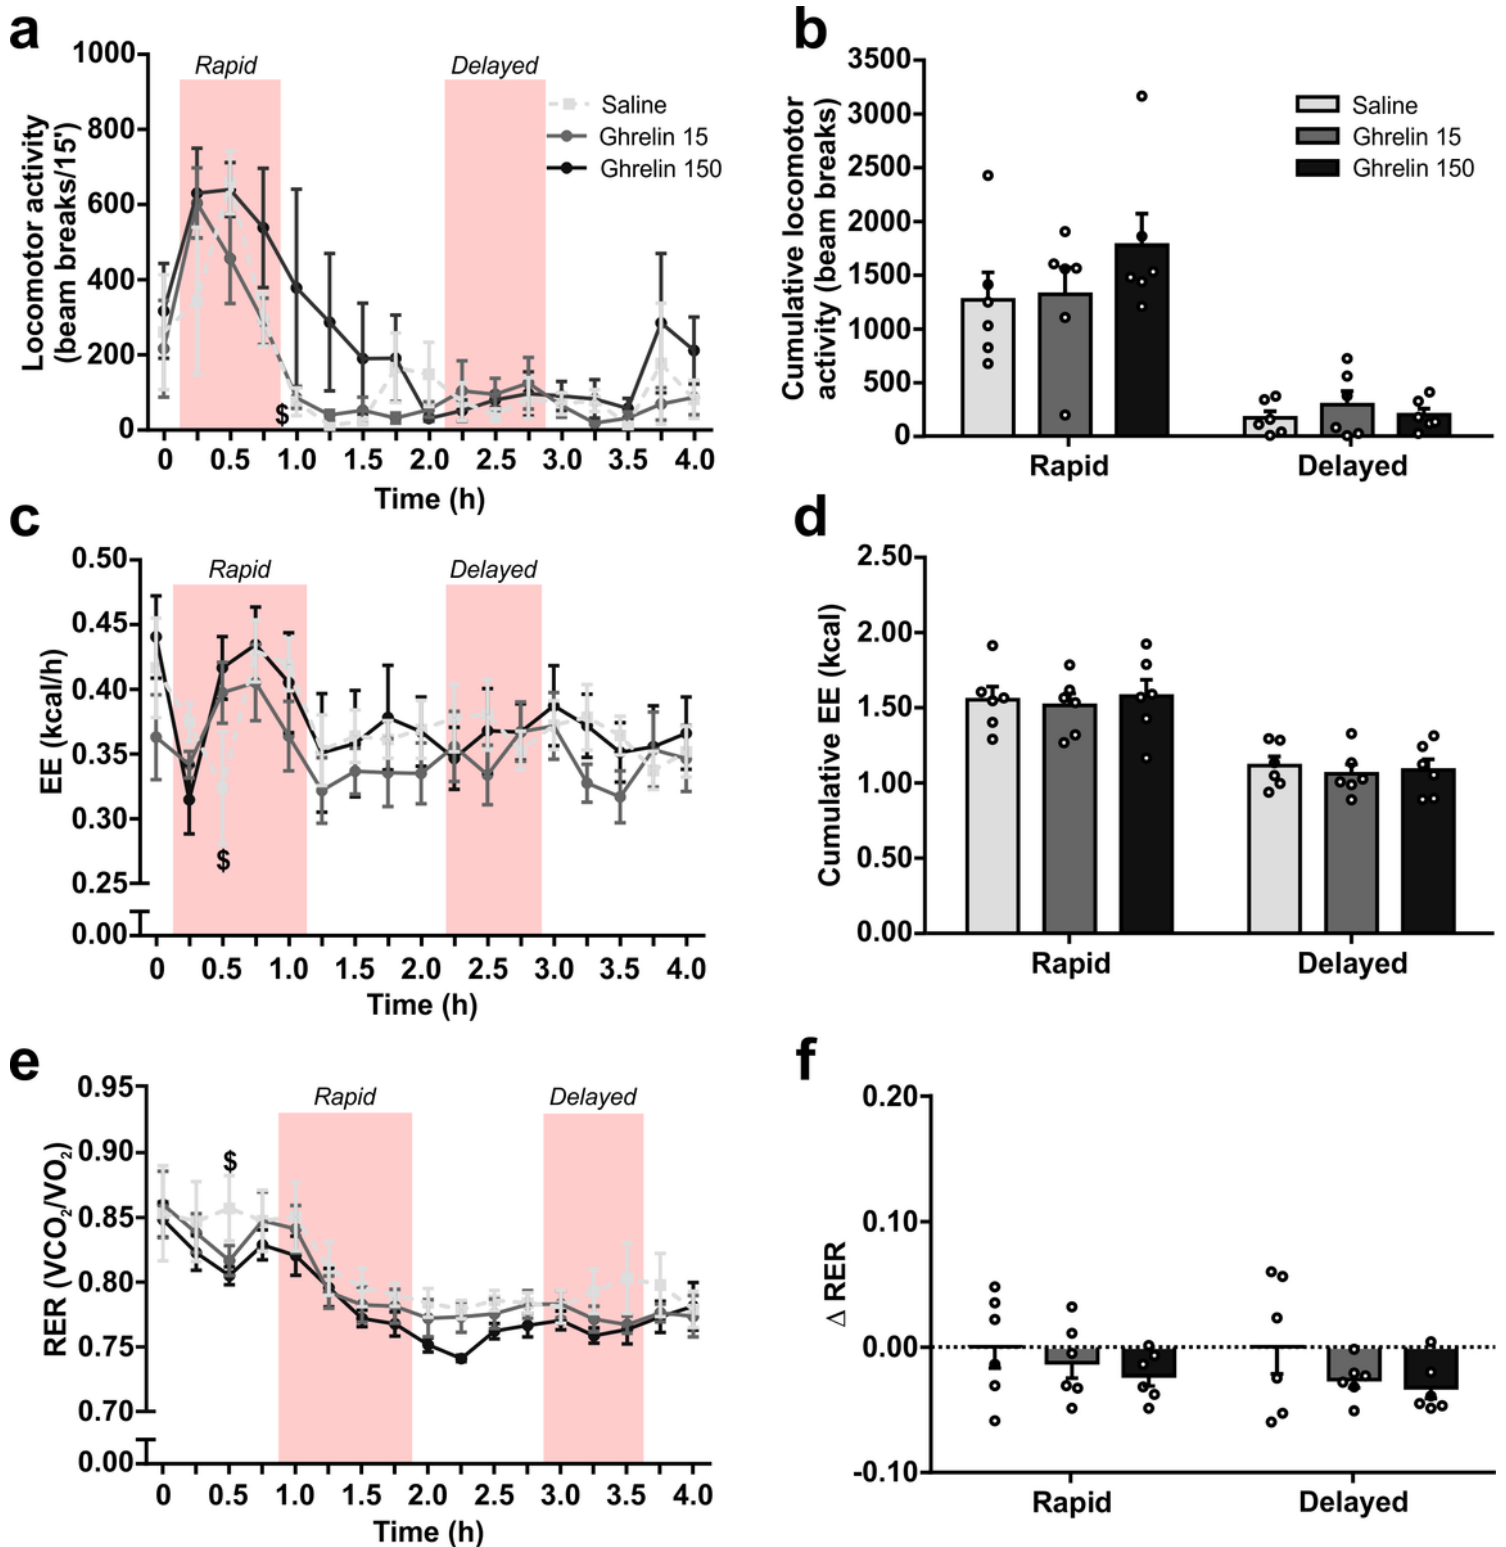 a
1000
800
600
400
200
0
Locomotor activity
(beam breaks/15')
Rapid
Delayed
Saline
Ghrelin 15
Ghrelin 150
$
0 0.5 1.0 1.5 2.0 2.5 3.0 3.5 4.0
Time (h)
b
3500
3000
2500
2000
1500
1000
500
0
Cumulative locomotor
activity (beam breaks)
Saline
Ghrelin 15
Ghrelin 150
Rapid Delayed
c
0.50
0.45
0.40
0.35
0.30
0.25
0.00
EE (kcal/h)
Rapid
Delayed
$
0 0.5 1.0 1.5 2.0 2.5 3.0 3.5 4.0
Time (h)
d
2.50
2.00
1.50
1.00
0.50
0.00
Cumulative EE (kcal)
Rapid Delayed
e
0.95
0.90
0.85
0.80
0.75
0.70
0.00
RER (VCO₂/VO₂)
Rapid
Delayed
$
0 0.5 1.0 1.5 2.0 2.5 3.0 3.5 4.0
Time (h)
f
0.20
0.10
0.00
-0.10
Δ RER
Rapid Delayed